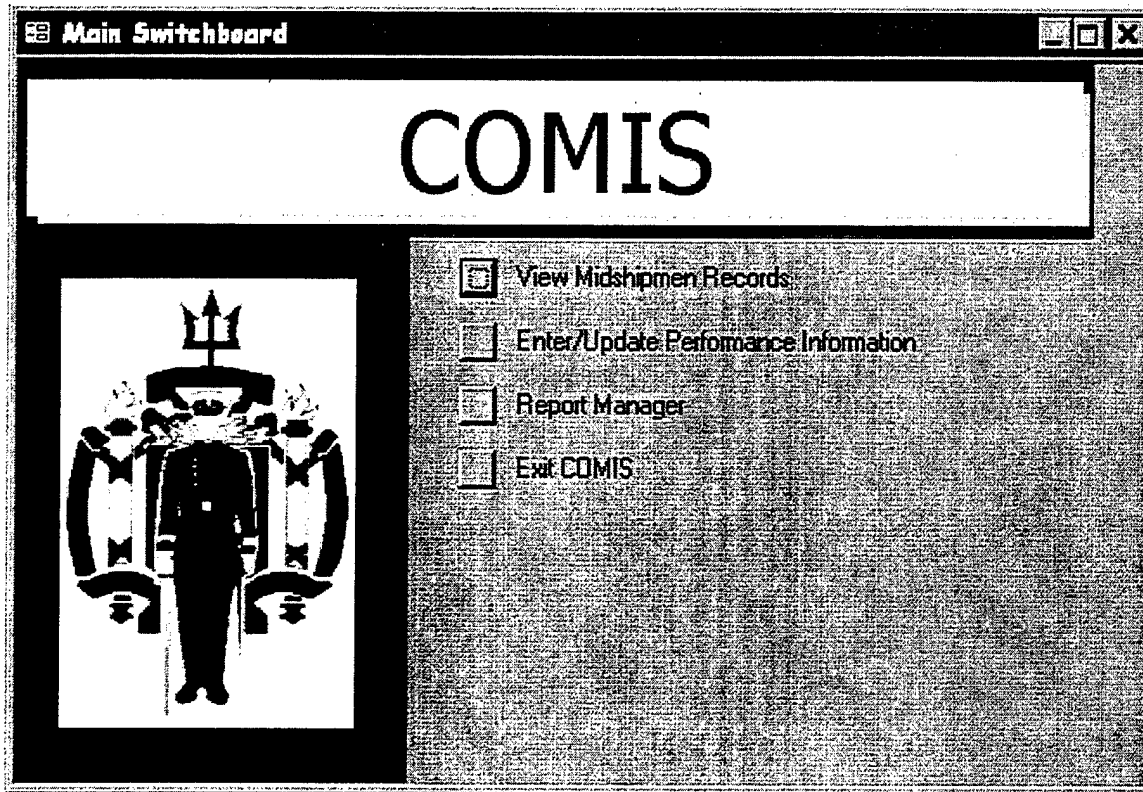 Main Switchboard
COMIS
View Midshipmen Records
Enter/Update Performance Information
Report Manager
Exit COMIS